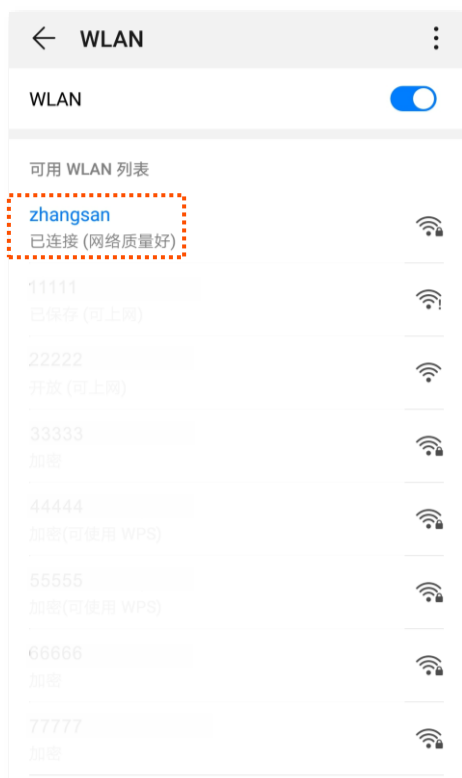 WLAN
WLAN
可用 WLAN 列表
zhangsan
已连接 (网络质量好)
11111
已保存 (可上网)
22222
开放 (可上网)
33333
加密
44444
加密(可使用 WPS)
55555
加密(可使用 WPS)
66666
加密
77777
加密